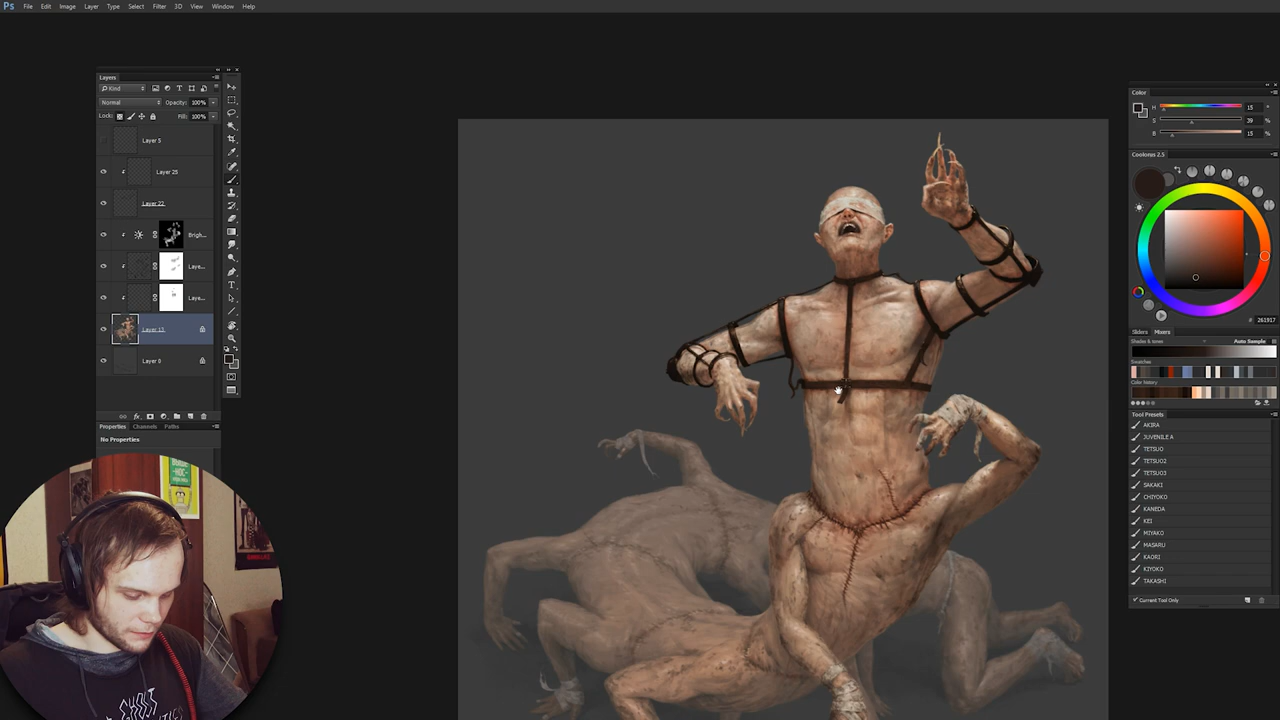 Ps File Edit Image Layer Type Select Filter 3D View Window Help
Layers
Kind
Normal Opacity: 100%
Lock: Fill: 100%
Layer 5
Layer 25
Layer 22
Brigh...
Laye...
Laye...
Layer 13
Layer 0
Properties Channels Paths
No Properties
Color
H 15 °
S 39 %
B 15 %
Coolorus 2.5
# 261917
Sliders Mixers
Shades & tones Auto Sample
Swatches
Color history
Tool Presets
AKIRA
JUVENILE A
TETSUO
TETSUO2
TETSUO3
SAKAKI
CHIYOKO
KANEDA
KEI
MIYAKO
MASARU
KAORI
KIYOKO
TAKASHI
Current Tool Only